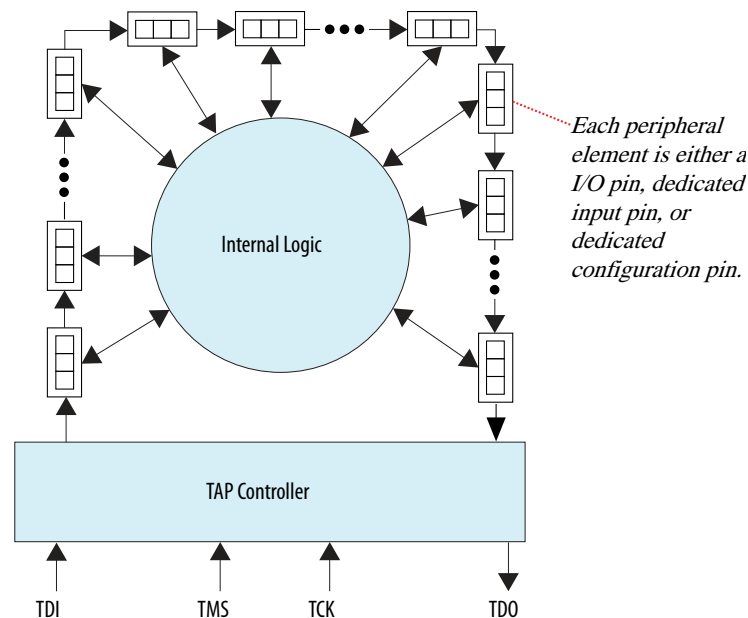 Each peripheral
element is either a
I/O pin, dedicated
input pin, or
dedicated
configuration pin.
Internal Logic
TAP Controller
TDI
TMS
TCK
TDO